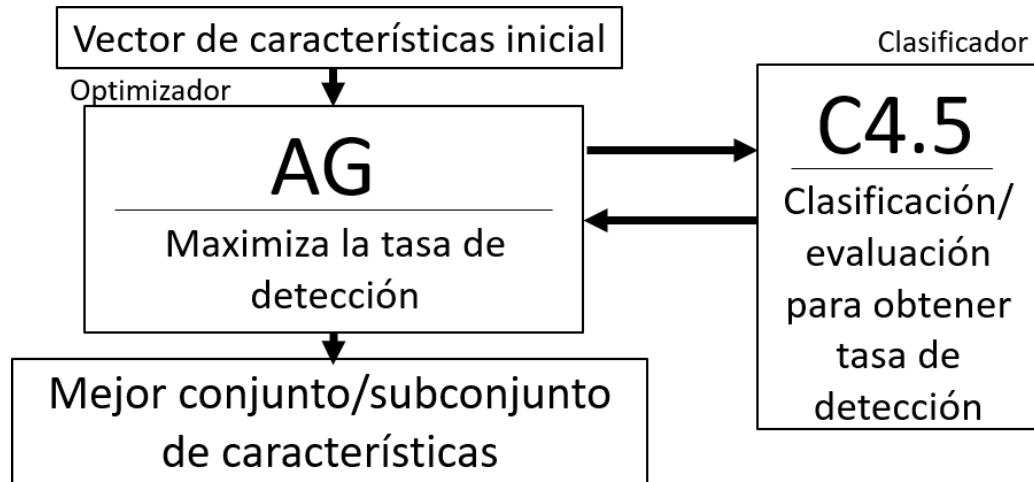 Vector de características inicial
Optimizador
AG
Maximiza la tasa de
detección
Mejor conjunto/subconjunto
de características
Clasificador
C4.5
Clasificación/
evaluación
para obtener
tasa de
detección